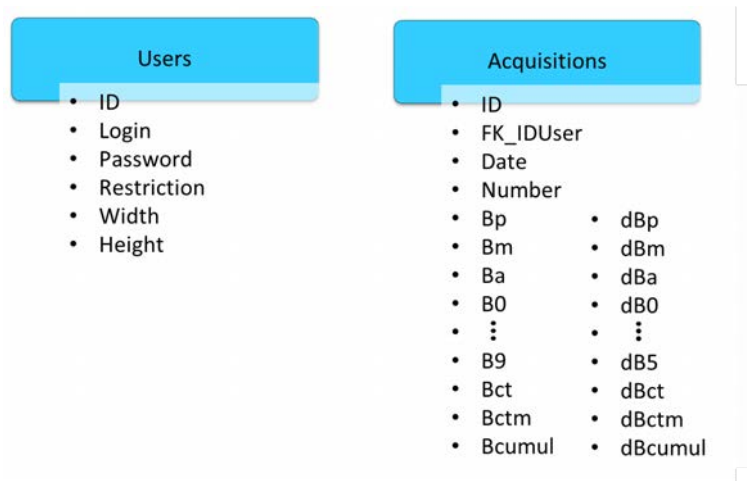 Users
• ID
• Login
• Password
• Restriction
• Width
• Height
Acquisitions
• ID
• FK_IDUser
• Date
• Number
• Bp • dBp
• Bm • dBm
• Ba • dBa
• B0 • dB0
• ⋮ • ⋮
• B9 • dB5
• Bct • dBct
• Bctm • dBctm
• Bcumul • dBcumul